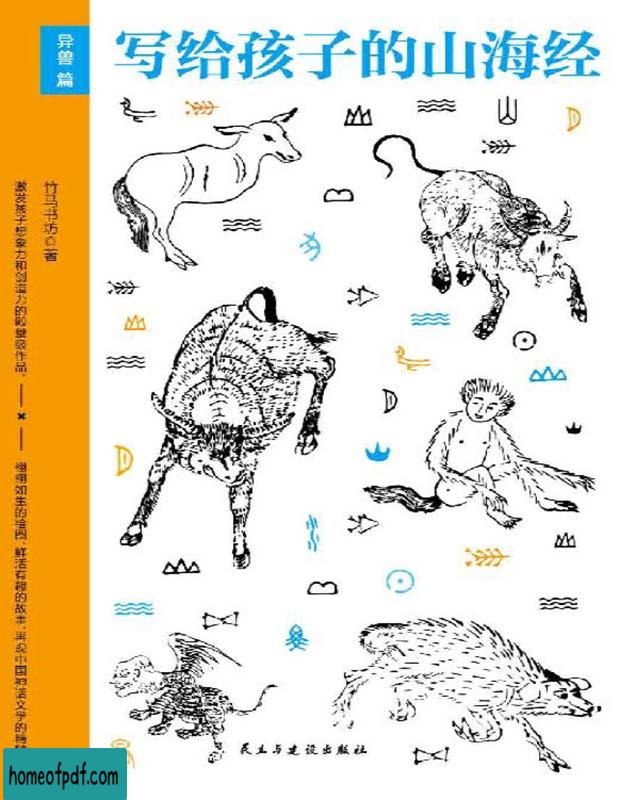 异兽篇
写给孩子的山海经
竹马书坊◎著
激发孩子想象力和创造力的殿堂级作品。
栩栩如生的绘图、鲜活有趣的故事,再现中国神话文学的
民主与建设出版社
homeofpdf.com